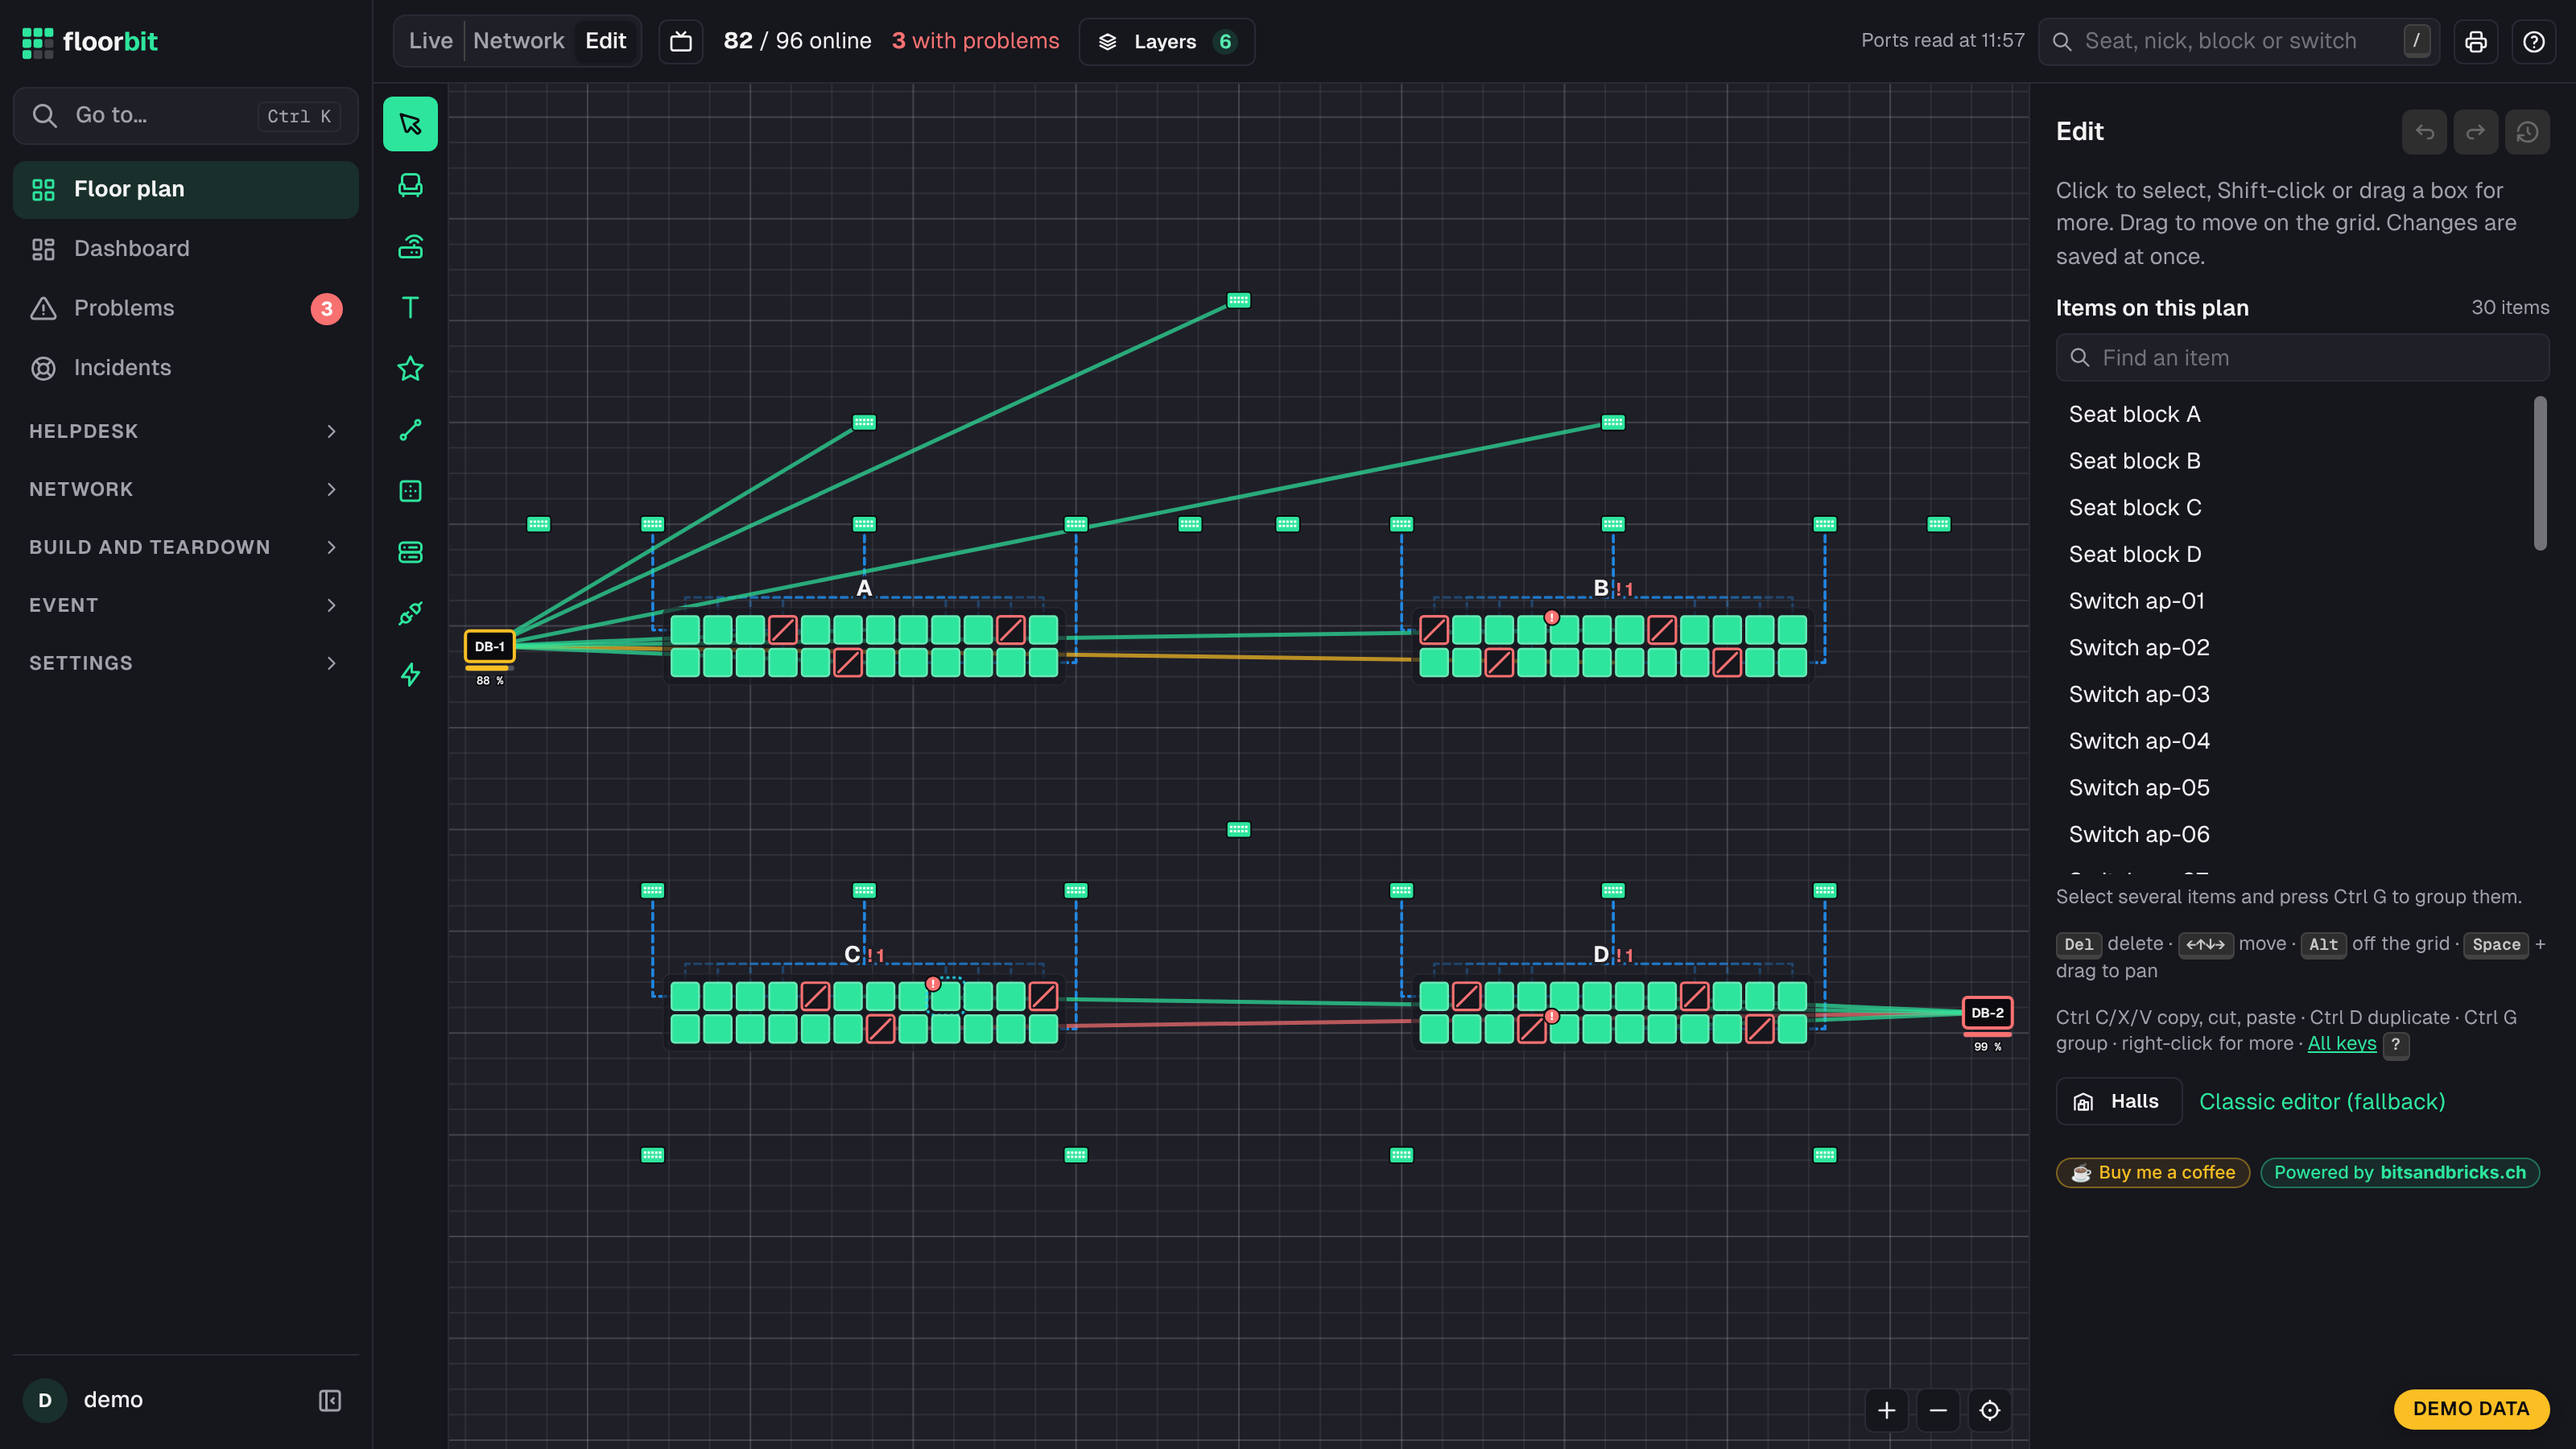 floorbit
Live Network Edit
82 / 96 online 3 with problems
Layers 6
Ports read at 11:57
Seat, nick, block or switch /
Go to… Ctrl K
Floor plan
Dashboard
Problems 3
Incidents
HELPDESK
NETWORK
BUILD AND TEARDOWN
EVENT
SETTINGS
D demo
A
B !1
DB-1
88 %
C !1
D !1
DB-2
99 %
Edit
Click to select, Shift-click or drag a box for
more. Drag to move on the grid. Changes are
saved at once.
Items on this plan 30 items
Find an item
Seat block A
Seat block B
Seat block C
Seat block D
Switch ap-01
Switch ap-02
Switch ap-03
Switch ap-04
Switch ap-05
Switch ap-06
Select several items and press Ctrl G to group them.
Del delete · ←↑↓→ move · Alt off the grid · Space +
drag to pan
Ctrl C/X/V copy, cut, paste · Ctrl D duplicate · Ctrl G
group · right-click for more · All keys ?
Halls Classic editor (fallback)
☕ Buy me a coffee Powered by bitsandbricks.ch
DEMO DATA